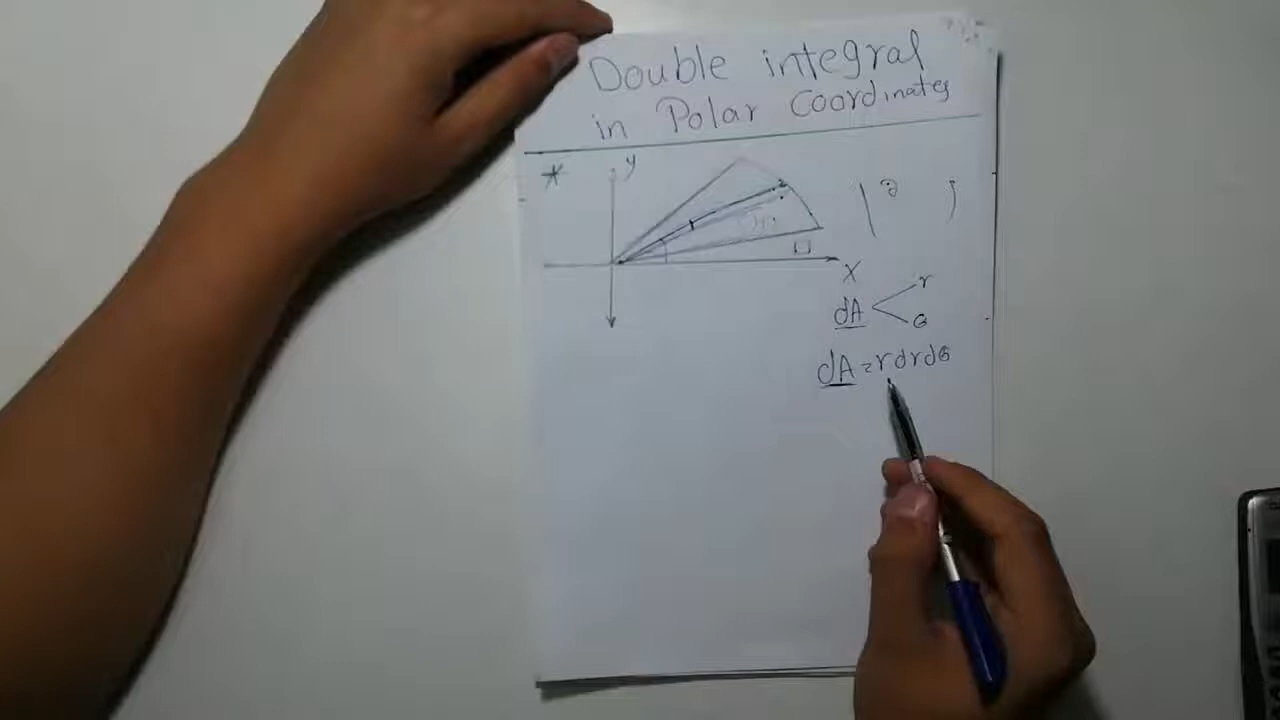 Double integral
in Polar Coordinates
*
y
x
r
dA
θ
dA = r dr dθ